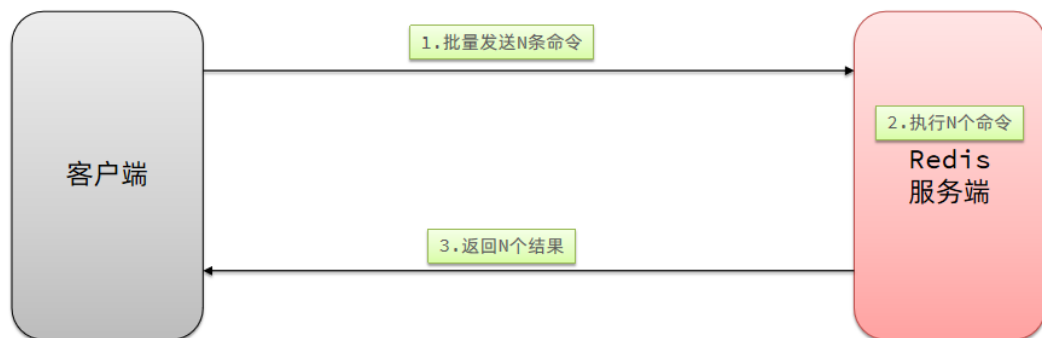 1.批量发送N条命令
2.执行N个命令
客户端
Redis
服务端
3.返回N个结果